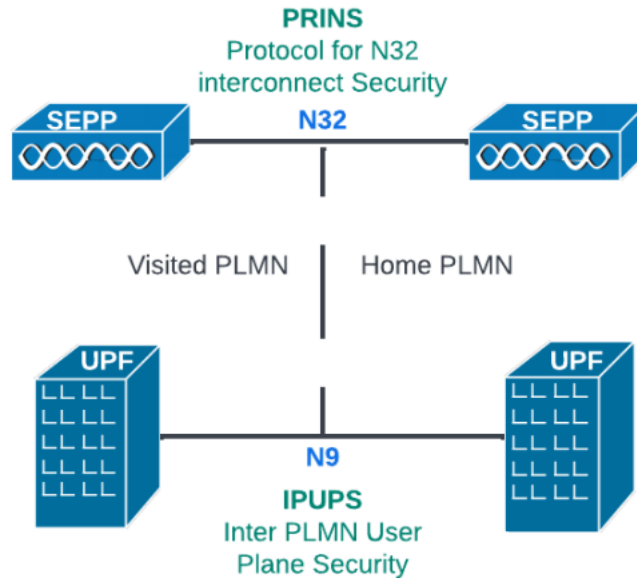 PRINS
Protocol for N32
interconnect Security
SEPP
N32
SEPP
Visited PLMN
Home PLMN
UPF
UPF
N9
IPUPS
Inter PLMN User
Plane Security